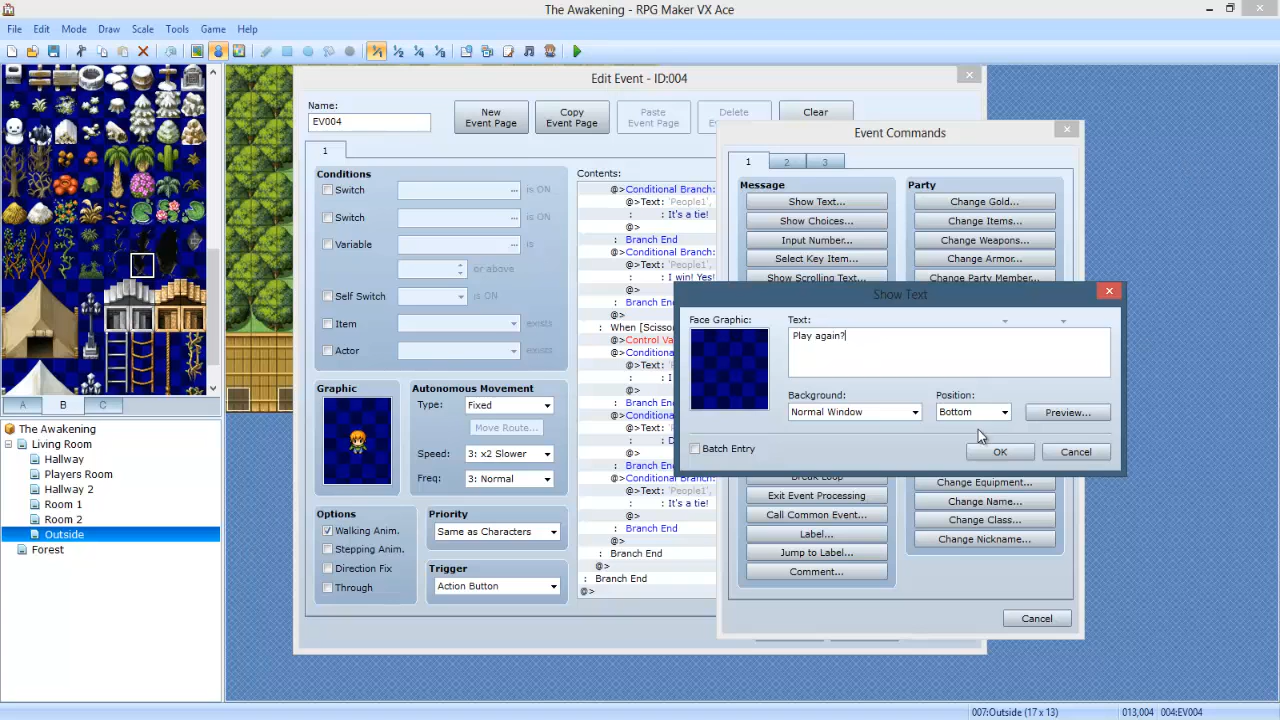 The Awakening - RPG Maker VX Ace
File Edit Mode Draw Scale Tools Game Help
Edit Event - ID:004
Name:
EV004
New Event Page
Copy Event Page
Paste Event Page
Delete
Clear
1
Conditions
Switch ... is ON
Switch ... is ON
Variable ... is
or above
Self Switch is ON
Item exists
Actor exists
Graphic
Autonomous Movement
Type: Fixed
Move Route...
Speed: 3: x2 Slower
Freq: 3: Normal
Options
Walking Anim.
Stepping Anim.
Direction Fix
Through
Priority
Same as Characters
Trigger
Action Button
Contents:
@>Conditional Branch:
@>Text: 'People1',
: : It's a tie!
@>
: Branch End
@>Conditional Branch:
@>Text: 'People1',
: : I win! Yes!
@>
: Branch End
: When [Scissor
@>Control Va
@>Conditiona
@>Text: 'People1',
: : I
@>
: Branch End
@>Conditiona
@>Text: 'People1',
: : D
@>
: Branch End
@>Conditional Branch:
@>Text: 'People1',
: : It's a tie!
@>
: Branch End
@>
: Branch End
@>
: Branch End
@>
Event Commands
1 2 3
Message
Show Text...
Show Choices...
Input Number...
Select Key Item...
Show Scrolling Text...
Party
Change Gold...
Change Items...
Change Weapons...
Change Armor...
Change Party Member...
Show Text
Face Graphic:
Text:
Play again?
Background:
Normal Window
Position:
Bottom
Preview...
Batch Entry
OK
Cancel
Break Loop
Exit Event Processing
Call Common Event...
Label...
Jump to Label...
Comment...
Change Equipment...
Change Name...
Change Class...
Change Nickname...
Cancel
A B C
The Awakening
Living Room
Hallway
Players Room
Hallway 2
Room 1
Room 2
Outside
Forest
007:Outside (17 x 13) 013,004 004:EV004